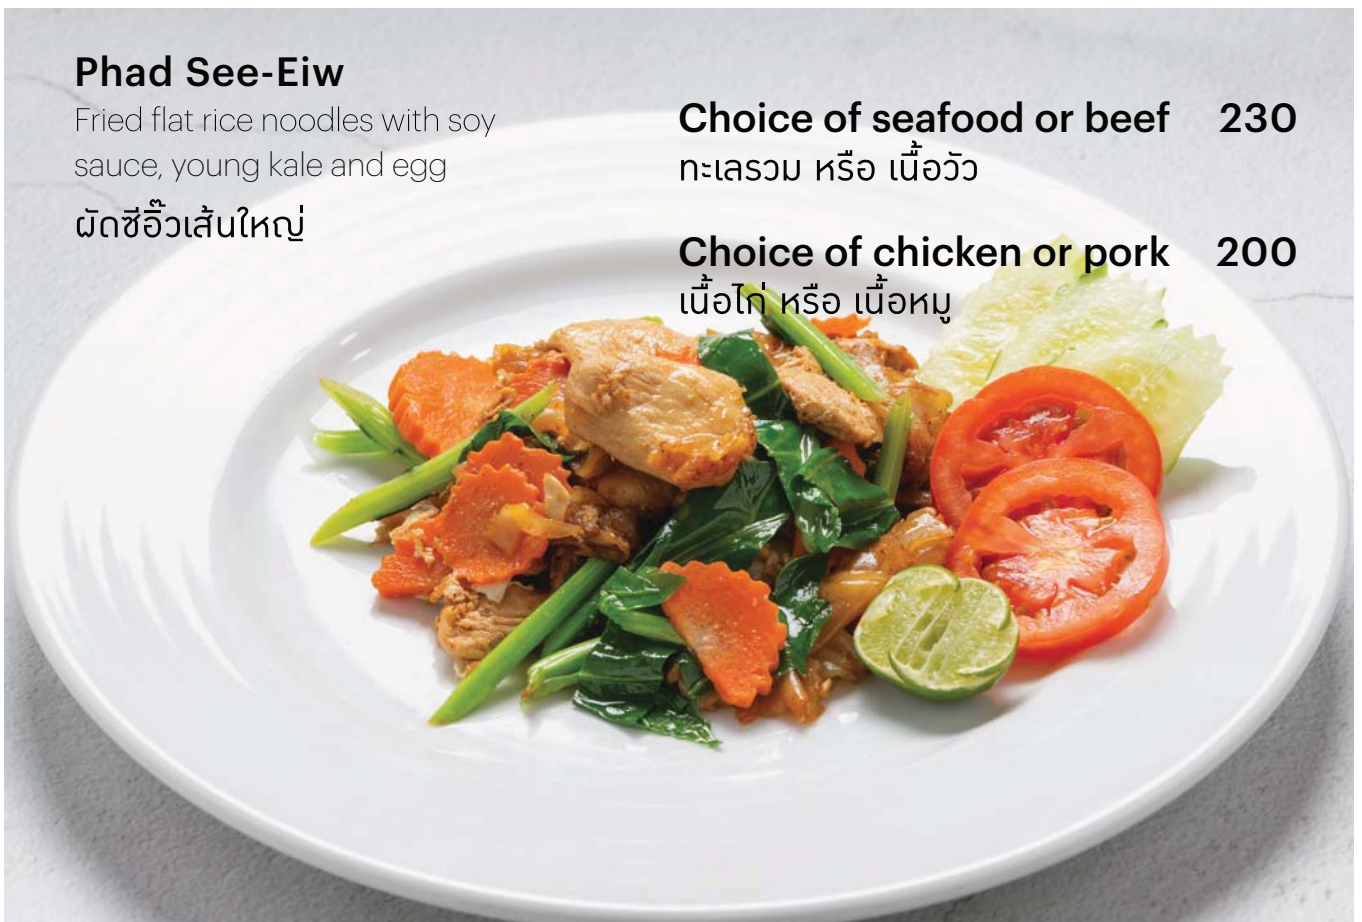 Phad See-Eiw
Fried flat rice noodles with soy
sauce, young kale and egg
ผัดซีอิ๊วเส้นใหญ่
Choice of seafood or beef 230
ทะเลรวม หรือ เนื้อวัว
Choice of chicken or pork 200
เนื้อไก่ หรือ เนื้อหมู